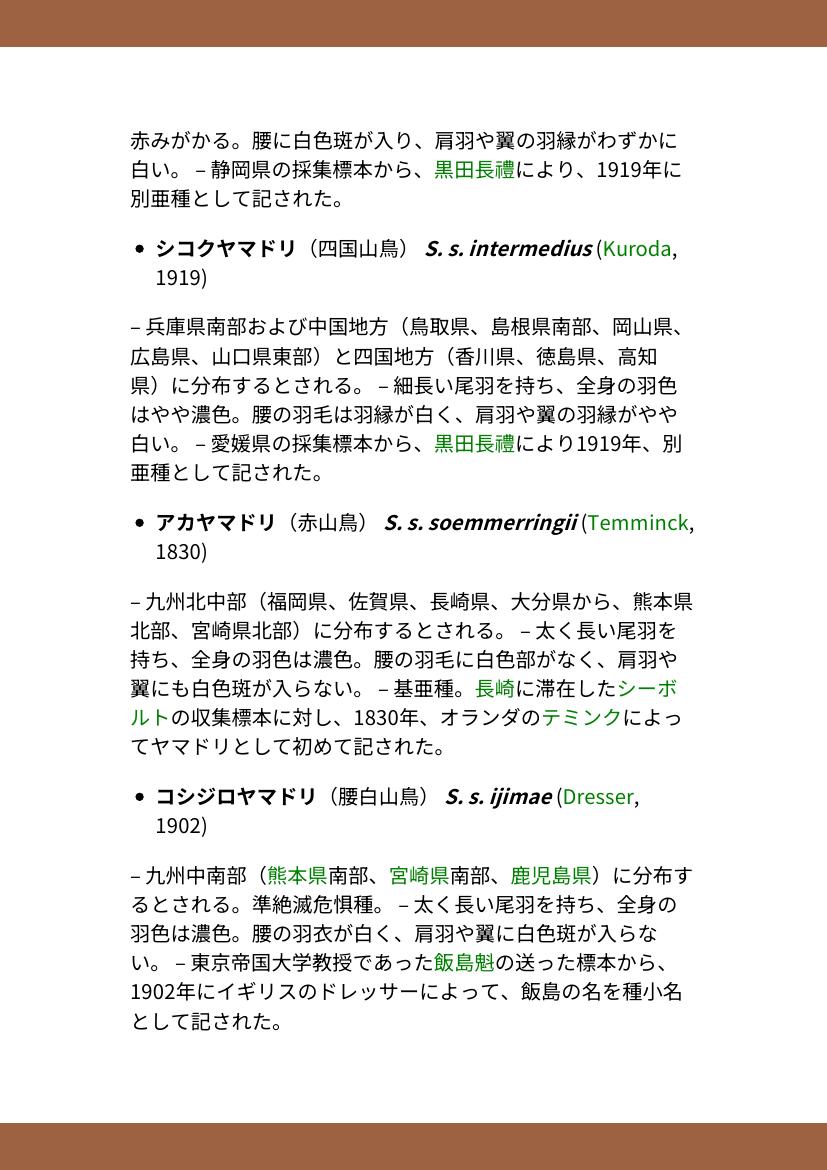 赤みがかる。腰に白色斑が入り、肩羽や翼の羽縁がわずかに
白い。 – 静岡県の採集標本から、黒田長禮により、1919年に
別亜種として記された。
• シコクヤマドリ（四国山鳥） S. s. intermedius (Kuroda,
1919)
– 兵庫県南部および中国地方（鳥取県、島根県南部、岡山県、
広島県、山口県東部）と四国地方（香川県、徳島県、高知
県）に分布するとされる。 – 細長い尾羽を持ち、全身の羽色
はやや濃色。腰の羽毛は羽縁が白く、肩羽や翼の羽縁がやや
白い。 – 愛媛県の採集標本から、黒田長禮により1919年、別
亜種として記された。
• アカヤマドリ（赤山鳥） S. s. soemmerringii (Temminck,
1830)
– 九州北中部（福岡県、佐賀県、長崎県、大分県から、熊本県
北部、宮崎県北部）に分布するとされる。 – 太く長い尾羽を
持ち、全身の羽色は濃色。腰の羽毛に白色部がなく、肩羽や
翼にも白色斑が入らない。 – 基亜種。長崎に滞在したシーボ
ルトの収集標本に対し、1830年、オランダのテミンクによっ
てヤマドリとして初めて記された。
• コシジロヤマドリ（腰白山鳥） S. s. ijimae (Dresser,
1902)
– 九州中南部（熊本県南部、宮崎県南部、鹿児島県）に分布す
るとされる。準絶滅危惧種。 – 太く長い尾羽を持ち、全身の
羽色は濃色。腰の羽衣が白く、肩羽や翼に白色斑が入らな
い。 – 東京帝国大学教授であった飯島魁の送った標本から、
1902年にイギリスのドレッサーによって、飯島の名を種小名
として記された。